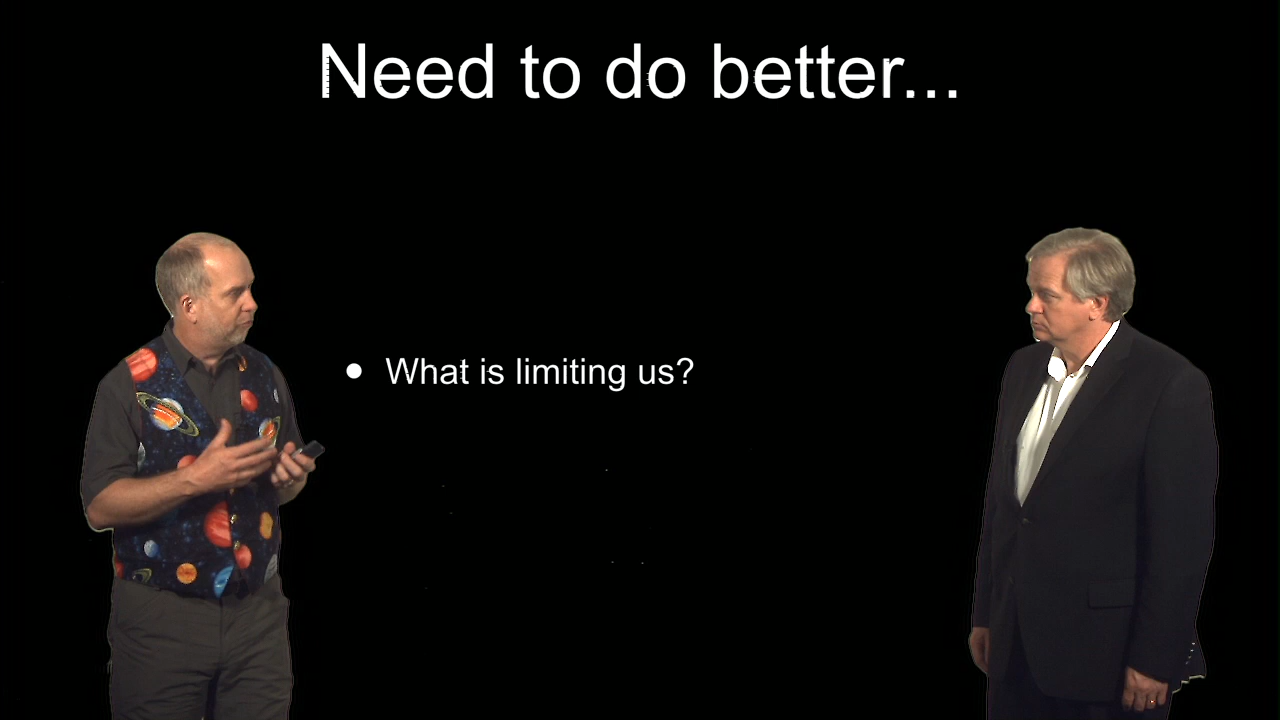 Need to do better...
• What is limiting us?